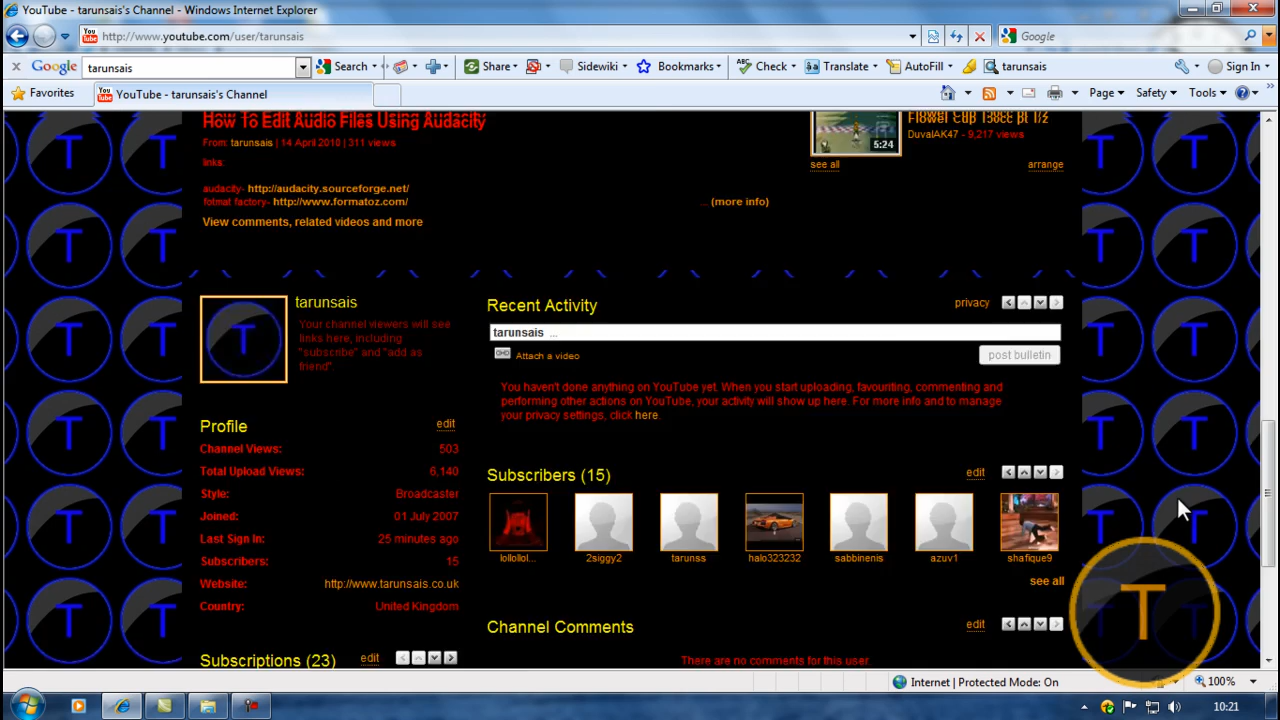 YouTube - tarunsais's Channel - Windows Internet Explorer
http://www.youtube.com/user/tarunsais
Google
x Google tarunsais Search Share Sidewiki Bookmarks Check Translate AutoFill tarunsais Sign In
Favorites YouTube - tarunsais's Channel Page Safety Tools
How To Edit Audio Files Using Audacity
From: tarunsais | 14 April 2010 | 311 views
links:
audacity- http://audacity.sourceforge.net/
folmat factory- http://www.formatoz.com/
... (more info)
View comments, related videos and more
Flower Cup 150cc pt 1/2
DuvalAK47 - 9,217 views
5:24
see all
arrange
tarunsais
Your channel viewers will see
links here, including
"subscribe" and "add as
friend".
T
Profile edit
Channel Views: 503
Total Upload Views: 6,140
Style: Broadcaster
Joined: 01 July 2007
Last Sign In: 25 minutes ago
Subscribers: 15
Website: http://www.tarunsais.co.uk
Country: United Kingdom
Subscriptions (23) edit
Recent Activity privacy
tarunsais ...
Attach a video
post bulletin
You haven't done anything on YouTube yet. When you start uploading, favouriting, commenting and
performing other actions on YouTube, your activity will show up here. For more info and to manage
your privacy settings, click here.
Subscribers (15) edit
lollollol... 2siggy2 tarunss halo323232 sabbinenis azuv1 shafique9
see all
Channel Comments edit
There are no comments for this user.
T
Internet | Protected Mode: On 100%
10:21